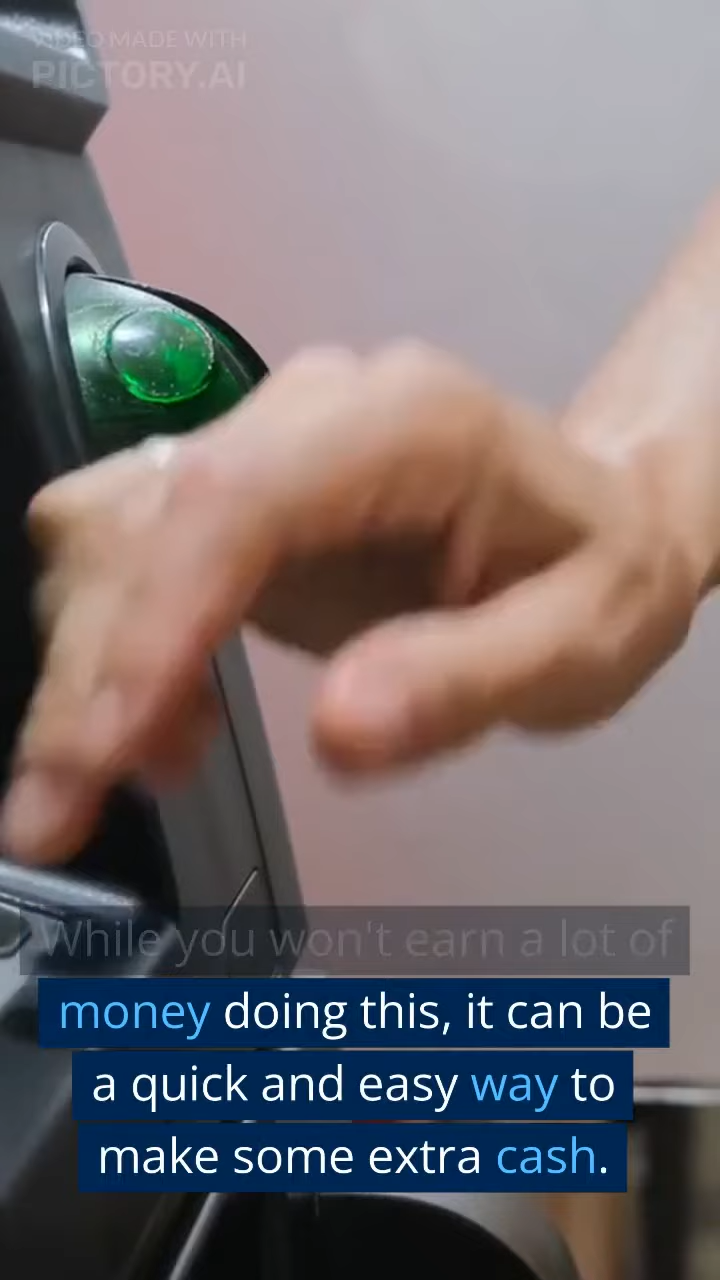 VIDEO MADE WITH
PICTORY.AI
While you won't earn a lot of
money doing this, it can be
a quick and easy way to
make some extra cash.